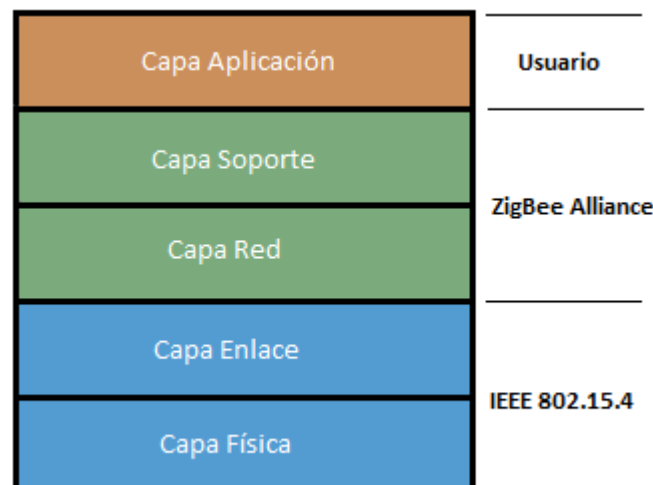 Capa Aplicación
Usuario
Capa Soporte
ZigBee Alliance
Capa Red
Capa Enlace
IEEE 802.15.4
Capa Física